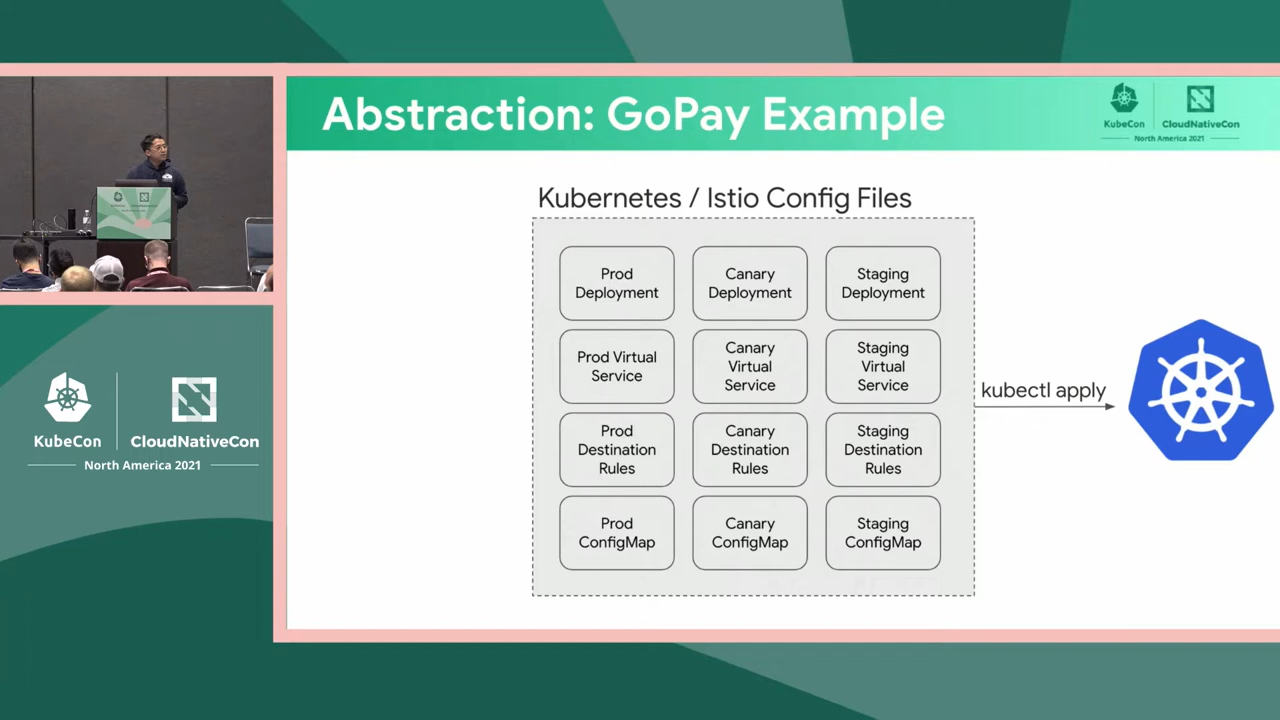 Abstraction: GoPay Example
KubeCon
CloudNativeCon
North America 2021
Kubernetes / Istio Config Files
Prod
Deployment
Canary
Deployment
Staging
Deployment
Prod Virtual
Service
Canary
Virtual
Service
Staging
Virtual
Service
Prod
Destination
Rules
Canary
Destination
Rules
Staging
Destination
Rules
Prod
ConfigMap
Canary
ConfigMap
Staging
ConfigMap
kubectl apply
KubeCon
CloudNativeCon
North America 2021